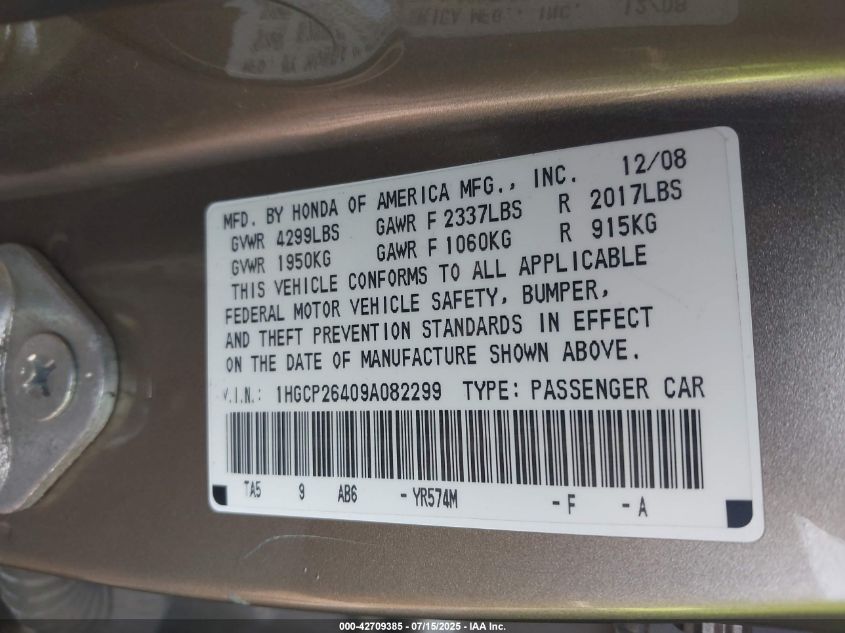 MFD. BY HONDA OF AMERICA MFG., INC. 12/08
GVWR 4299LBS GAWR F 2337LBS R 2017LBS
GVWR 1950KG GAWR F 1060KG R 915KG
THIS VEHICLE CONFORMS TO ALL APPLICABLE
FEDERAL MOTOR VEHICLE SAFETY, BUMPER,
AND THEFT PREVENTION STANDARDS IN EFFECT
ON THE DATE OF MANUFACTURE SHOWN ABOVE.
V.I.N.: 1HGCP26409A082299 TYPE: PASSENGER CAR
TA5 9 AB6 - YR574M - F - A
000-42709385 - 07/15/2025 - IAA Inc.